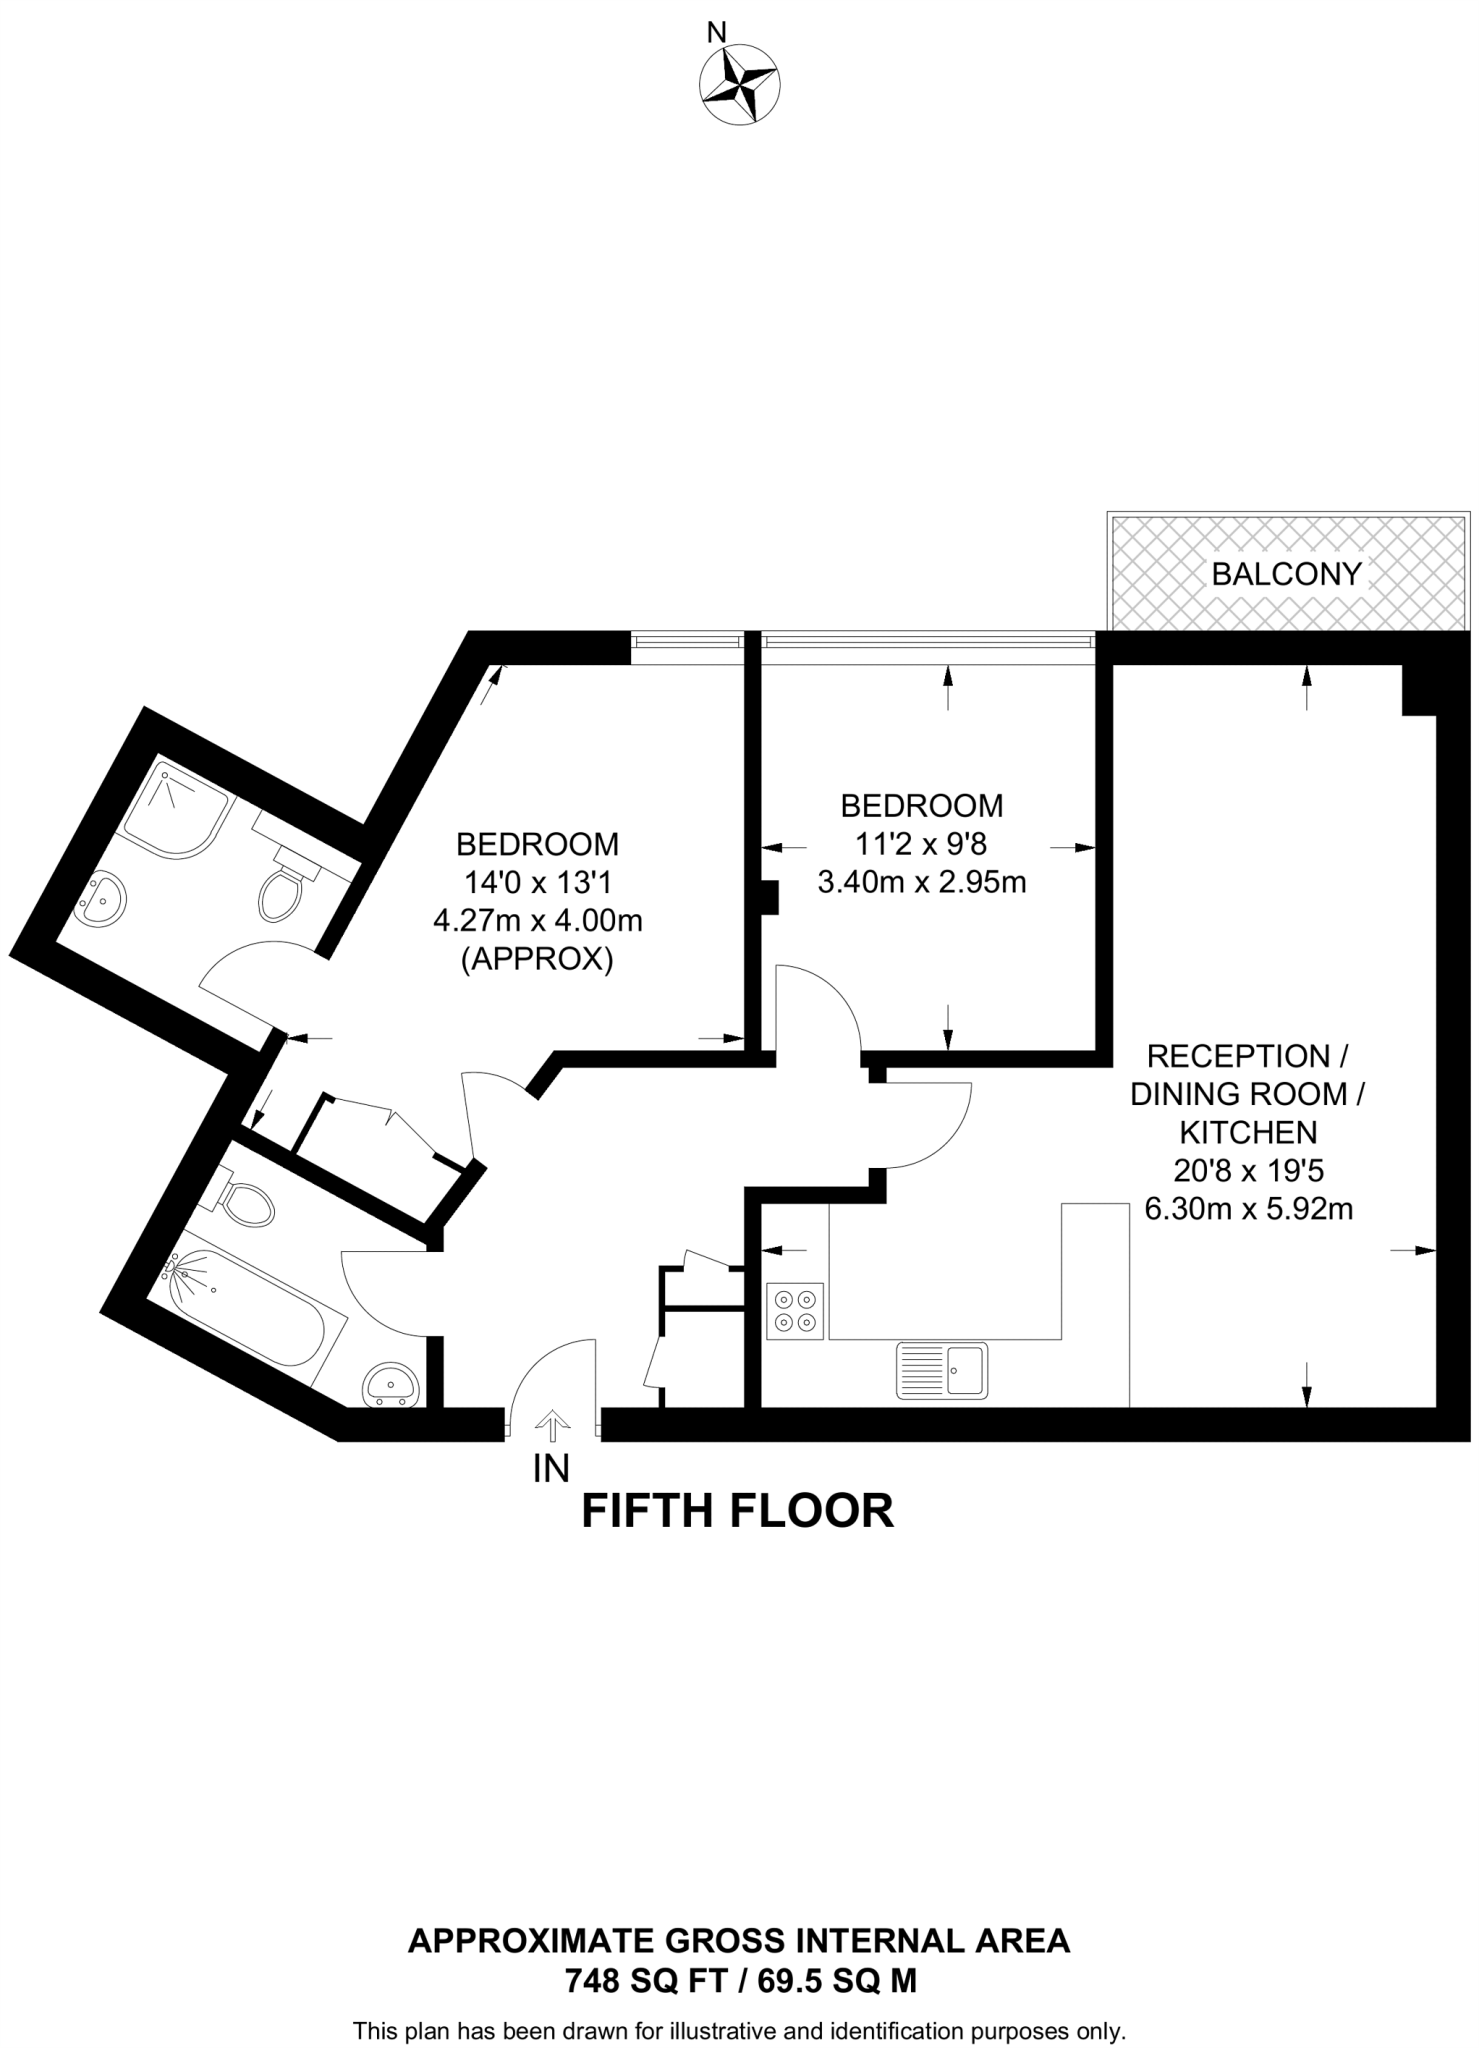 N
BALCONY
BEDROOM
14'0 x 13'1
4.27m x 4.00m
(APPROX)
BEDROOM
11'2 x 9'8
3.40m x 2.95m
RECEPTION /
DINING ROOM /
KITCHEN
20'8 x 19'5
6.30m x 5.92m
IN
FIFTH FLOOR
APPROXIMATE GROSS INTERNAL AREA
748 SQ FT / 69.5 SQ M
This plan has been drawn for illustrative and identification purposes only.